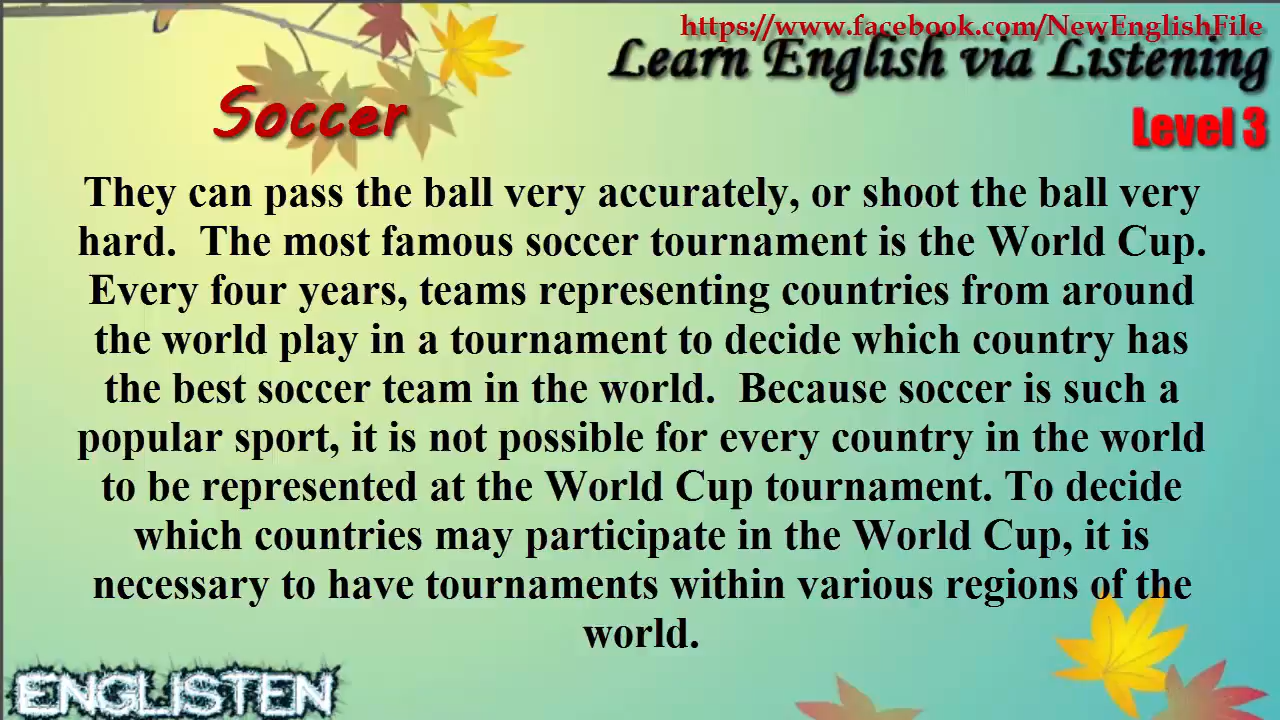 https://www.facebook.com/NewEnglishFile
Learn English via Listening
Soccer
Level 3
They can pass the ball very accurately, or shoot the ball very
hard.  The most famous soccer tournament is the World Cup.
Every four years, teams representing countries from around
the world play in a tournament to decide which country has
the best soccer team in the world.  Because soccer is such a
popular sport, it is not possible for every country in the world
to be represented at the World Cup tournament. To decide
which countries may participate in the World Cup, it is
necessary to have tournaments within various regions of the
world.
ENGLISTEN